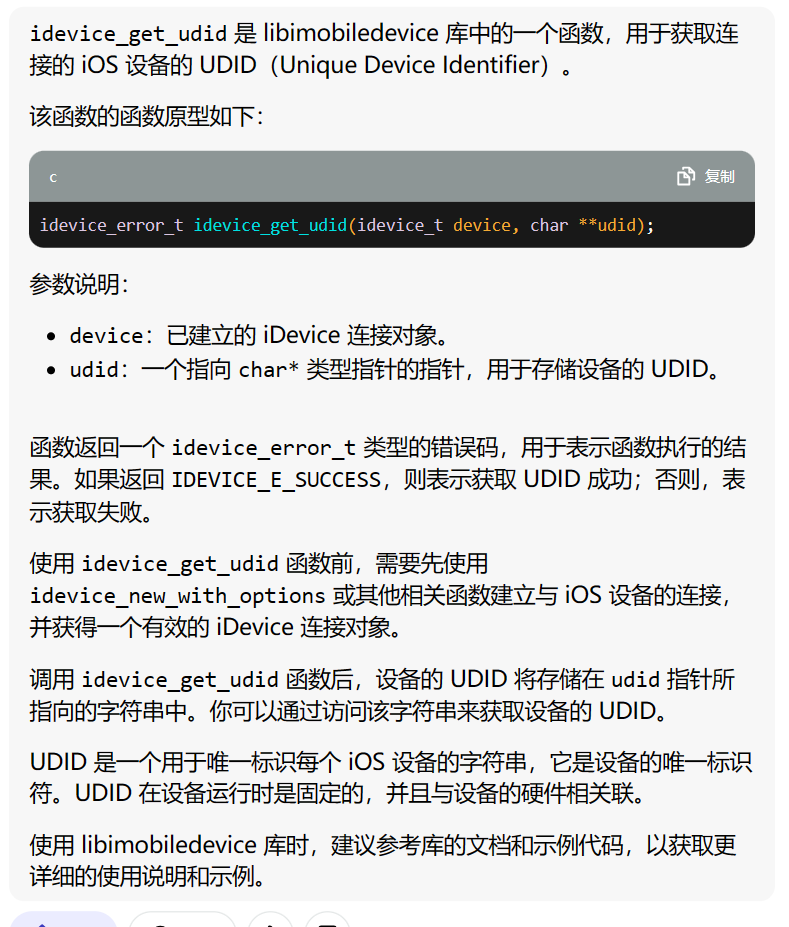 idevice_get_udid 是 libimobiledevice 库中的一个函数，用于获取连
接的 iOS 设备的 UDID（Unique Device Identifier）。
该函数的函数原型如下：
c
复制
idevice_error_t idevice_get_udid(idevice_t device, char **udid);
参数说明：
• device：已建立的 iDevice 连接对象。
• udid：一个指向 char* 类型指针的指针，用于存储设备的 UDID。
函数返回一个 idevice_error_t 类型的错误码，用于表示函数执行的结
果。如果返回 IDEVICE_E_SUCCESS，则表示获取 UDID 成功；否则，表
示获取失败。
使用 idevice_get_udid 函数前，需要先使用
idevice_new_with_options 或其他相关函数建立与 iOS 设备的连接，
并获得一个有效的 iDevice 连接对象。
调用 idevice_get_udid 函数后，设备的 UDID 将存储在 udid 指针所
指向的字符串中。你可以通过访问该字符串来获取设备的 UDID。
UDID 是一个用于唯一标识每个 iOS 设备的字符串，它是设备的唯一标识
符。UDID 在设备运行时是固定的，并且与设备的硬件相关联。
使用 libimobiledevice 库时，建议参考库的文档和示例代码，以获取更
详细的使用说明和示例。